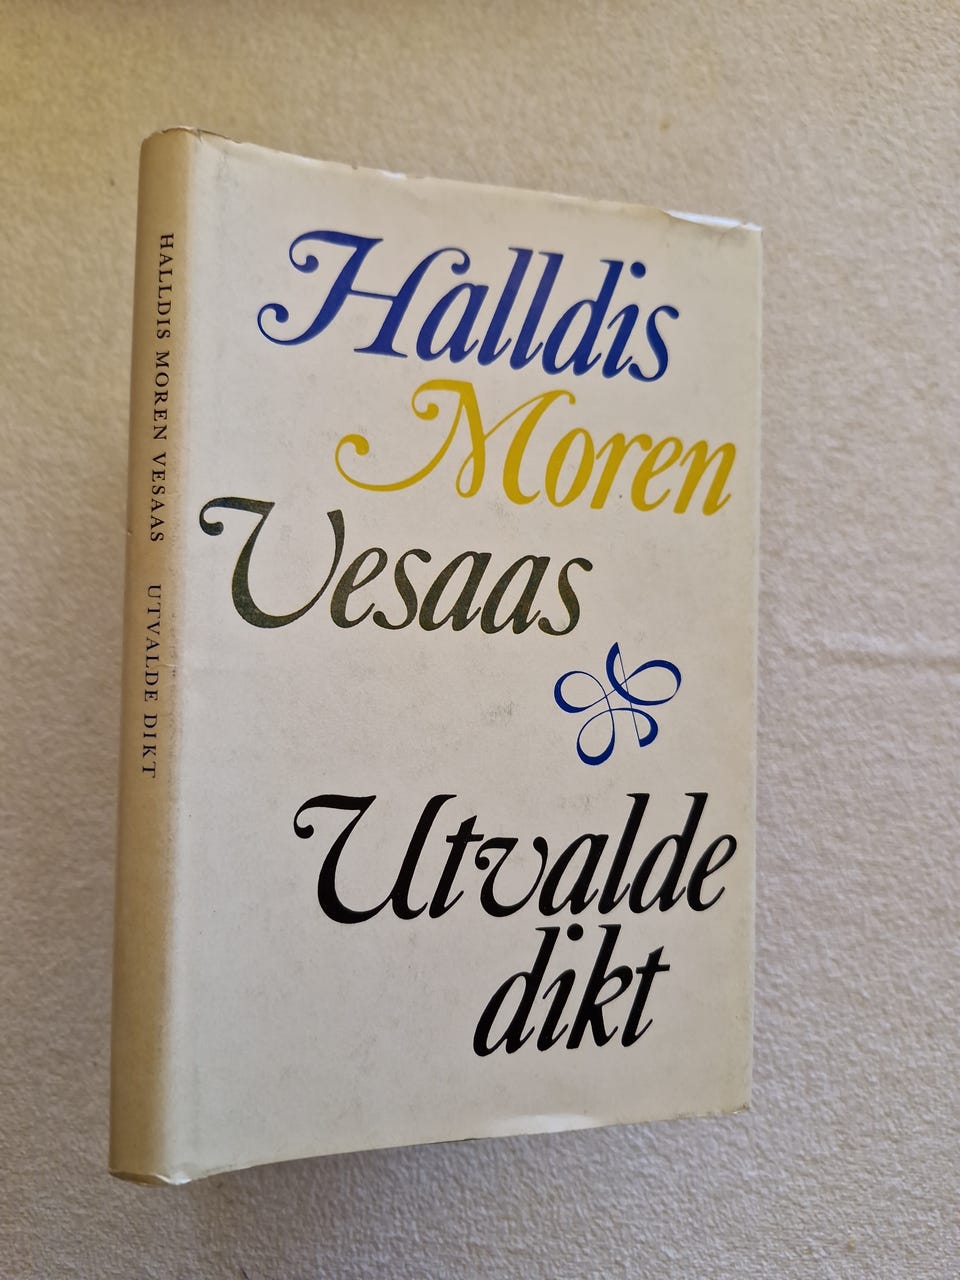 HALLDIS MOREN VESAAS UTVALDE DIKT
Halldis
Moren
Vesaas
Utvalde
dikt